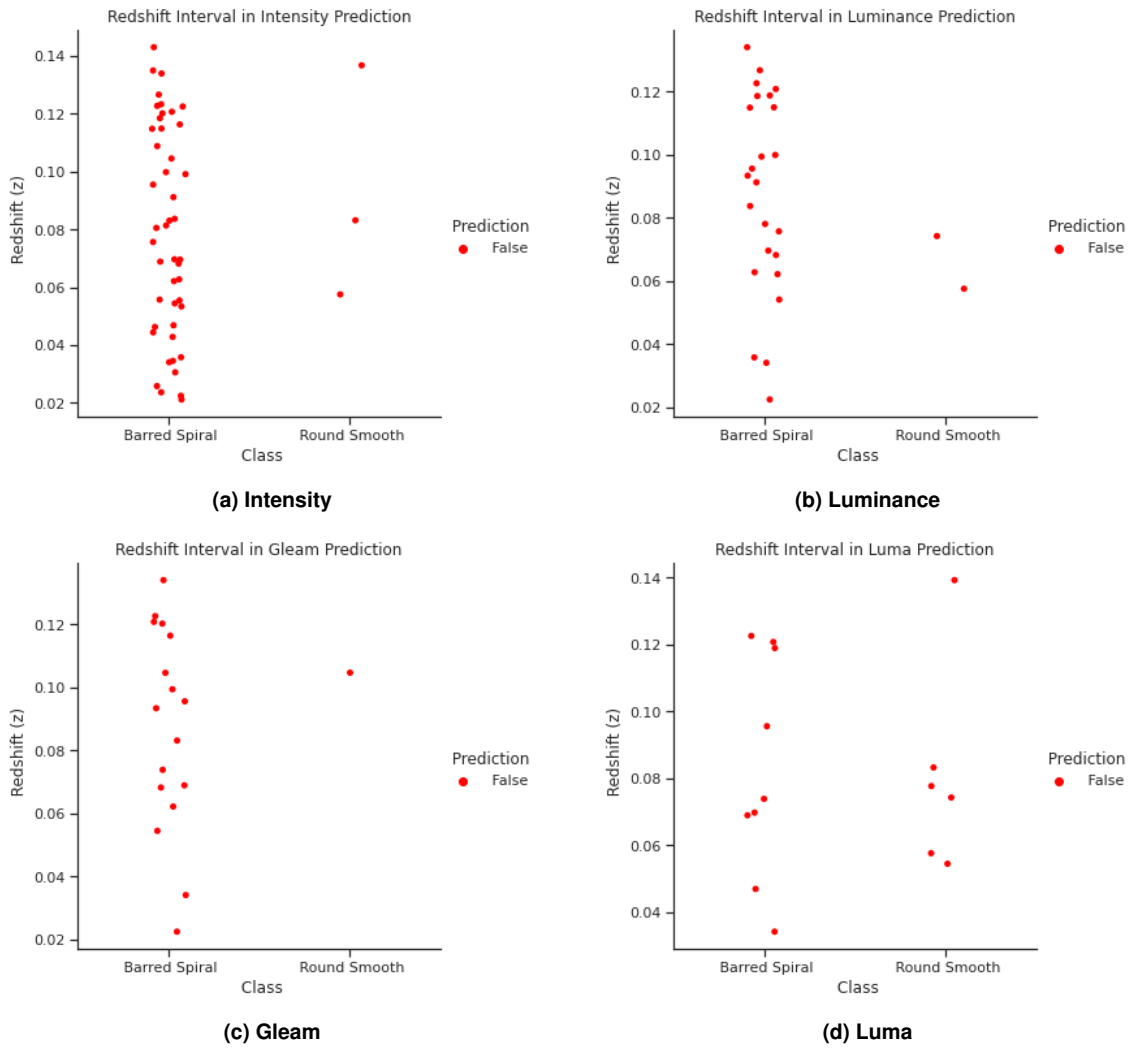 Redshift Interval in Intensity Prediction
0.14
0.12
0.10
0.08
0.06
0.04
0.02
Redshift (z)
Barred Spiral Round Smooth
Class
Prediction
False
(a) Intensity
Redshift Interval in Luminance Prediction
0.12
0.10
0.08
0.06
0.04
0.02
Redshift (z)
Barred Spiral Round Smooth
Class
Prediction
False
(b) Luminance
Redshift Interval in Gleam Prediction
0.12
0.10
0.08
0.06
0.04
0.02
Redshift (z)
Barred Spiral Round Smooth
Class
Prediction
False
(c) Gleam
Redshift Interval in Luma Prediction
0.14
0.12
0.10
0.08
0.06
0.04
Redshift (z)
Barred Spiral Round Smooth
Class
Prediction
False
(d) Luma